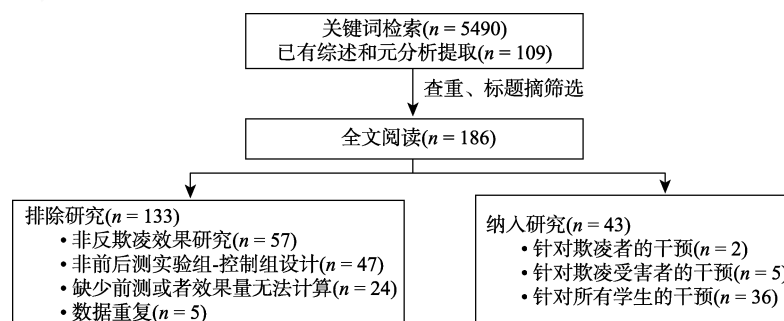 关键词检索(n = 5490)
已有综述和元分析提取(n = 109)
查重、标题摘筛选
全文阅读(n = 186)
排除研究(n = 133)
• 非反欺凌效果研究(n = 57)
• 非前后测实验组-控制组设计(n = 47)
• 缺少前测或者效果量无法计算(n = 24)
• 数据重复(n = 5)
纳入研究(n = 43)
• 针对欺凌者的干预(n = 2)
• 针对欺凌受害者的干预(n = 5)
• 针对所有学生的干预(n = 36)